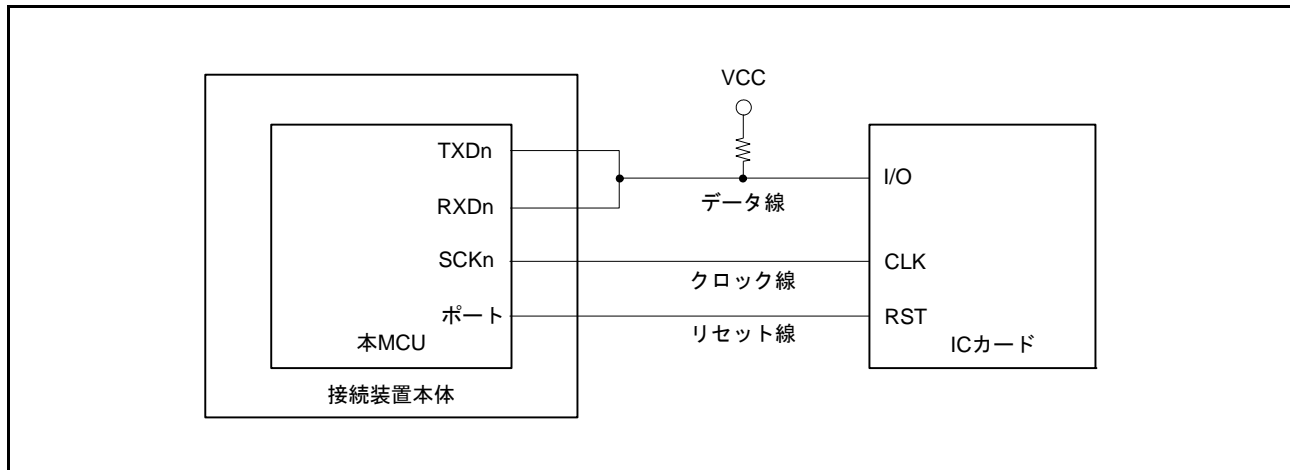 VCC
TXDn
I/O
データ線
RXDn
SCKn
CLK
クロック線
ポート
RST
リセット線
本MCU
ICカード
接続装置本体